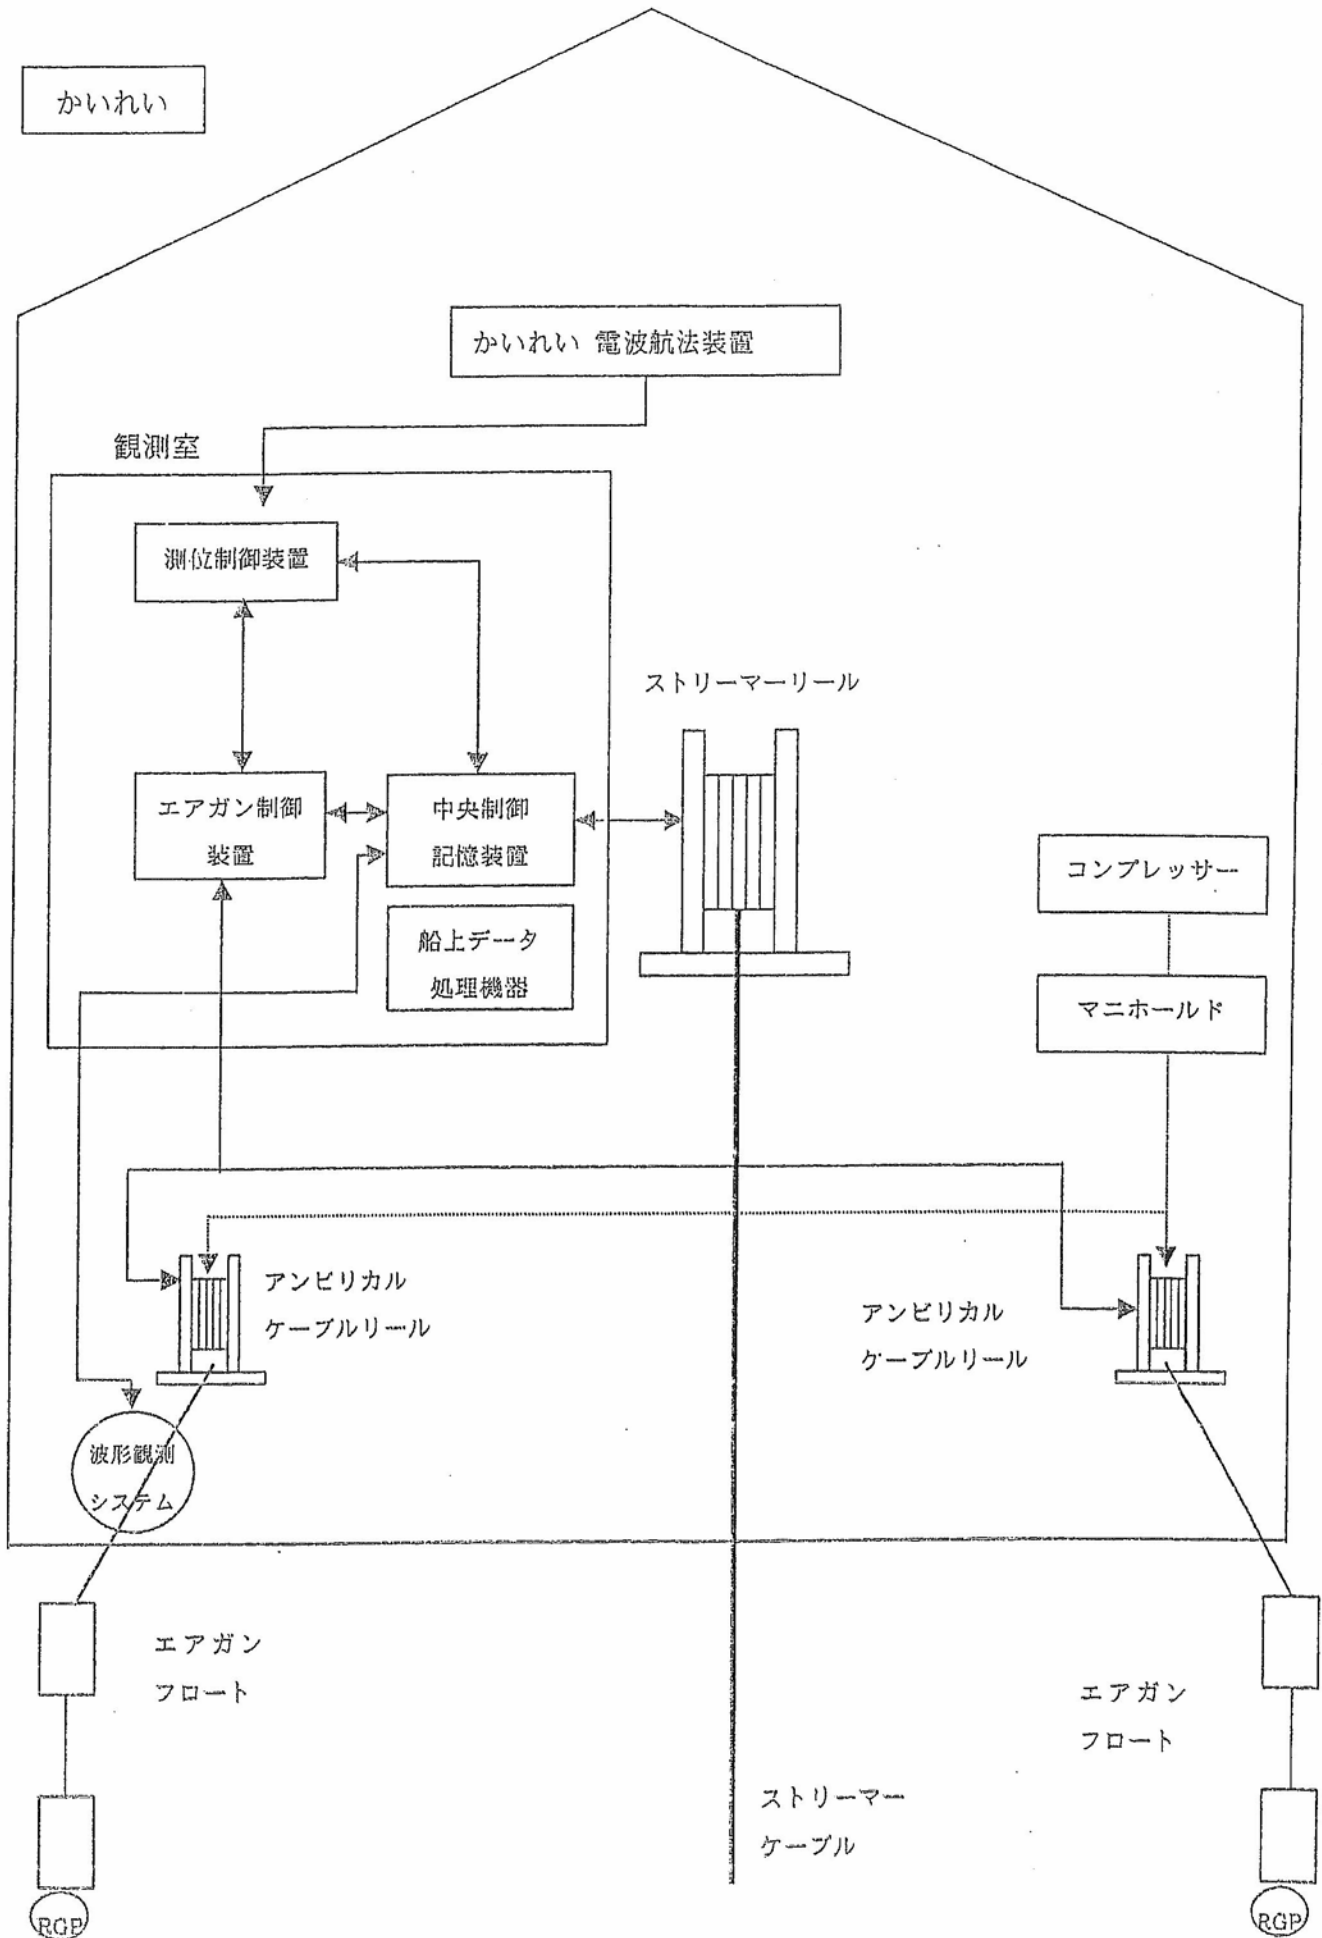 かいれい
かいれい 電波航法装置
観測室
測位制御装置
ストリーマーリール
エアガン制御
装置
中央制御
記憶装置
船上データ
処理機器
コンプレッサー
マニホールド
アンビリカル
ケーブルリール
アンビリカル
ケーブルリール
波形観測
システム
エアガン
フロート
エアガン
フロート
ストリーマー
ケーブル
RGP
RGP